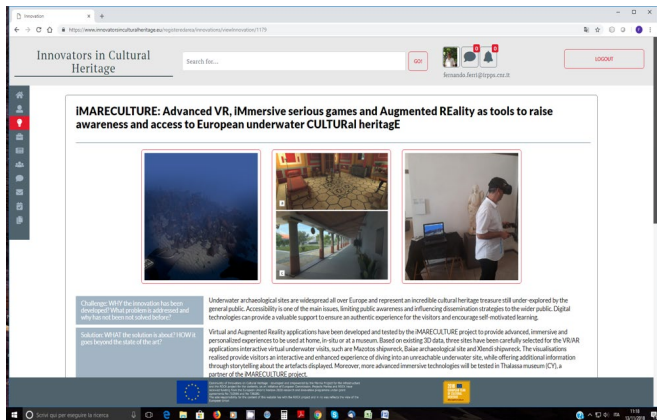 Innovation
https://www.innovatorsinculturalheritage.eu/registerédania/innovations/viewInnovation/1179
Innovators in Cultural
Heritage
Search for...
GO!
0
0
fernando.ferri@irpps.cnr.it
LOGOUT
iMARECULTURE: Advanced VR, iMmersive serious games and Augmented REality as tools to raise
awareness and access to European underwater CULTURal heritagE
Challenge: WHY the innovation has been
developed? What problem is addressed and
why has not been not solved before?
Underwater archaeological sites are widespread all over Europe and represent an incredible cultural heritage treasure still under-explored by the
general public. Accessibility is one of the main issues, limiting public awareness and influencing dissemination strategies to the wider public. Digital
technologies can provide a valuable support to ensure an authentic experience for the visitors and encourage self-motivated learning.
Solution: WHAT the solution is about? HOW it
goes beyond the state of the art?
Virtual and Augmented Reality applications have been developed and tested by the iMARECULTURE project to provide advanced, immersive and
personalized experiences to be used at home, in-situ or at a museum. Based on existing 3D data, three sites have been carefully selected for the VR/AR
applications interactive virtual underwater visits, such are Mazotos shipwreck, Baiae archaeological site and Xlendi shipwreck. The visualisations
realised provide visitors an interactive and enhanced experience of diving into an unreachable underwater site, while offering additional information
through storytelling about the artefacts displayed. Moreover, more advanced immersive technologies will be tested in Thalassa museum (CY), a
partner of the iMARECULTURE project.
Scrivi qui per eseguire la ricerca
ITA
11:18
13/11/2018